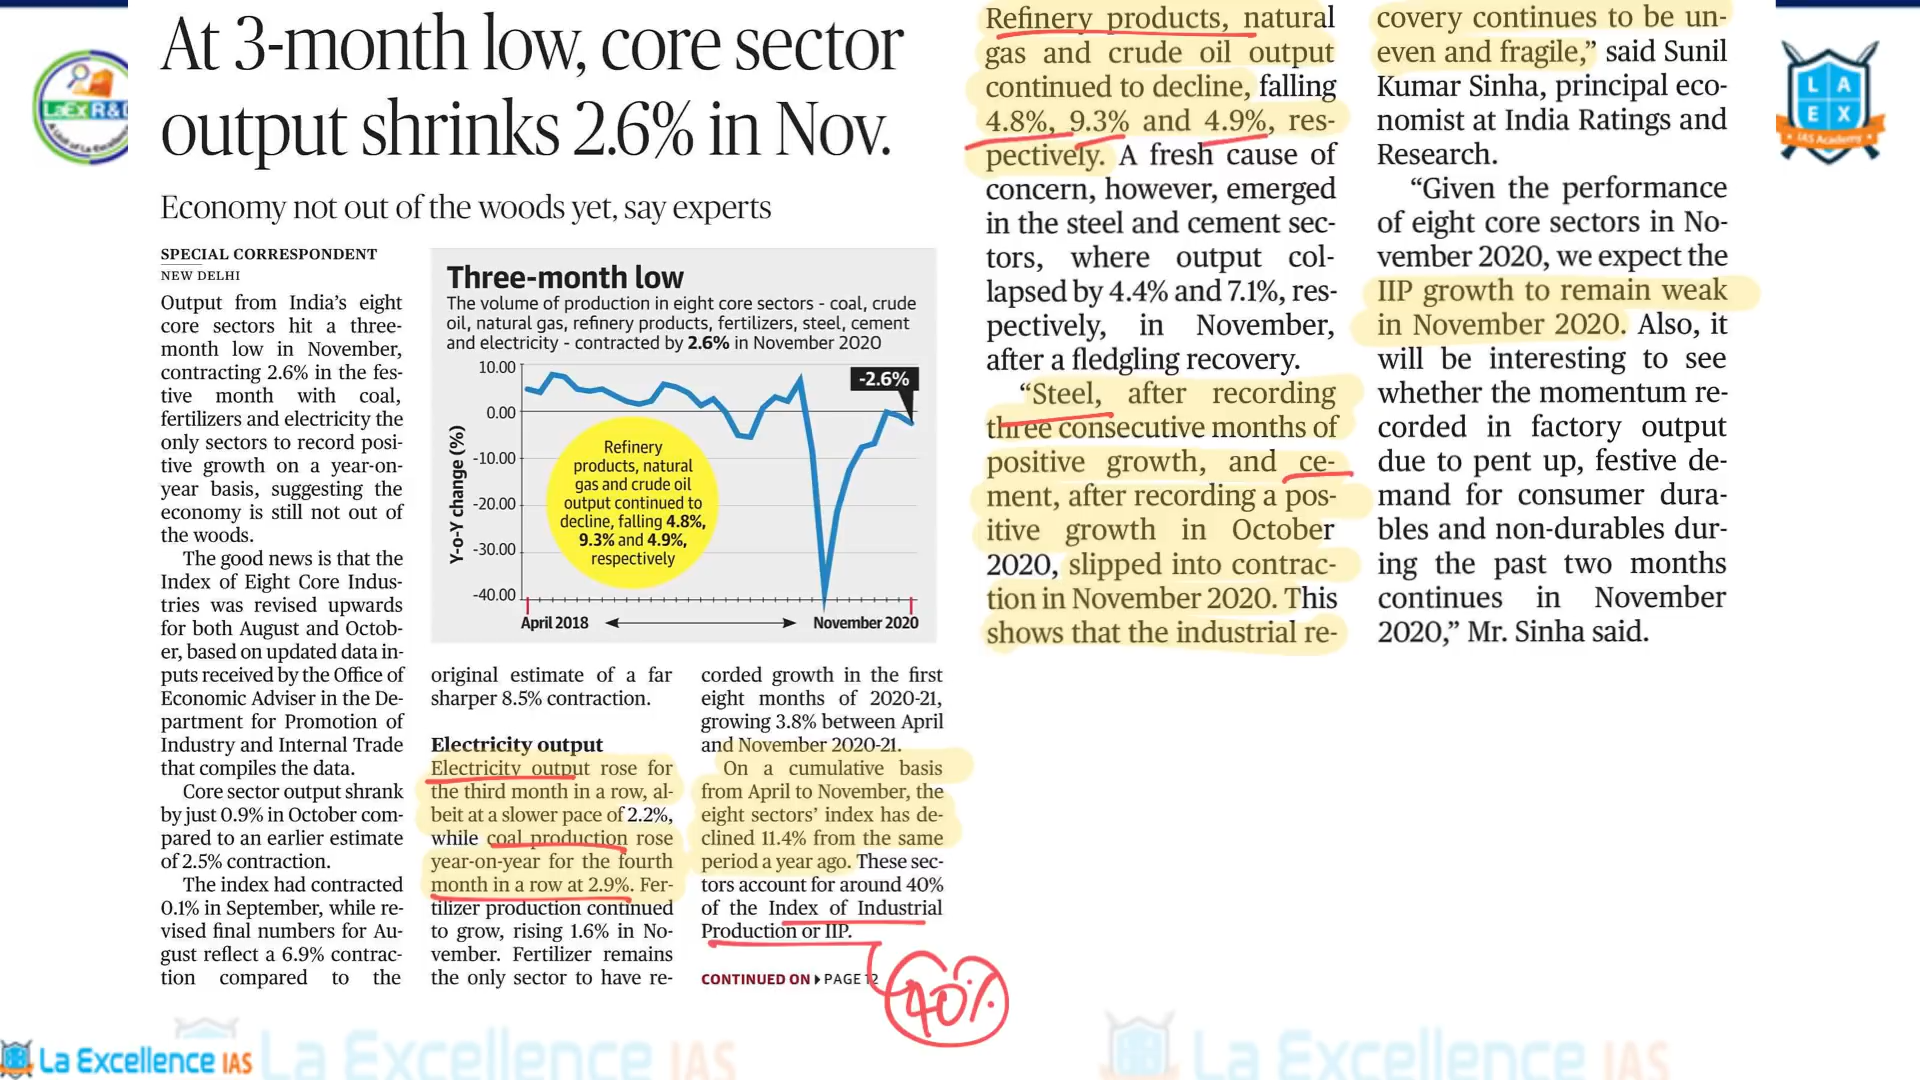 At 3-month low, core sector
output shrinks 2.6% in Nov.
Economy not out of the woods yet, say experts
SPECIAL CORRESPONDENT
NEW DELHI
Output from India's eight
core sectors hit a three-
month low in November,
contracting 2.6% in the fes-
tive month with coal,
fertilizers and electricity the
only sectors to record posi-
tive growth on a year-on-
year basis, suggesting the
economy is still not out of
the woods.
The good news is that the
Index of Eight Core Indus-
tries was revised upwards
for both August and Octob-
er, based on updated data in-
puts received by the Office of
Economic Adviser in the De-
partment for Promotion of
Industry and Internal Trade
that compiles the data.
Core sector output shrank
by just 0.9% in October com-
pared to an earlier estimate
of 2.5% contraction.
The index had contracted
0.1% in September, while re-
vised final numbers for Au-
gust reflect a 6.9% contrac-
tion compared to the
Three-month low
The volume of production in eight core sectors - coal, crude
oil, natural gas, refinery products, fertilizers, steel, cement
and electricity - contracted by 2.6% in November 2020
10.00
0.00
-10.00
-20.00
-30.00
-40.00
Y-o-Y change (%)
-2.6%
Refinery
products, natural
gas and crude oil
output continued to
decline, falling 4.8%,
9.3% and 4.9%,
respectively
April 2018
November 2020
original estimate of a far
sharper 8.5% contraction.
Electricity output
Electricity output rose for
the third month in a row, al-
beit at a slower pace of 2.2%,
while coal production rose
year-on-year for the fourth
month in a row at 2.9%. Fer-
tilizer production continued
to grow, rising 1.6% in No-
vember. Fertilizer remains
the only sector to have re-
corded growth in the first
eight months of 2020-21,
growing 3.8% between April
and November 2020-21.
On a cumulative basis
from April to November, the
eight sectors' index has de-
clined 11.4% from the same
period a year ago. These sec-
tors account for around 40%
of the Index of Industrial
Production or IIP.
CONTINUED ON PAGE 12
40%
Refinery products, natural
gas and crude oil output
continued to decline, falling
4.8%, 9.3% and 4.9%, res-
pectively. A fresh cause of
concern, however, emerged
in the steel and cement sec-
tors, where output col-
lapsed by 4.4% and 7.1%, res-
pectively, in November,
after a fledgling recovery.
"Steel, after recording
three consecutive months of
positive growth, and ce-
ment, after recording a pos-
itive growth in October
2020, slipped into contrac-
tion in November 2020. This
shows that the industrial re-
covery continues to be un-
even and fragile," said Sunil
Kumar Sinha, principal eco-
nomist at India Ratings and
Research.
"Given the performance
of eight core sectors in No-
vember 2020, we expect the
IIP growth to remain weak
in November 2020. Also, it
will be interesting to see
whether the momentum re-
corded in factory output
due to pent up, festive de-
mand for consumer dura-
bles and non-durables dur-
ing the past two months
continues in November
2020," Mr. Sinha said.
LaEx R&D
L A
E X
IAS Academy
La Excellence IAS
La Excellence IAS
La Excellence IAS